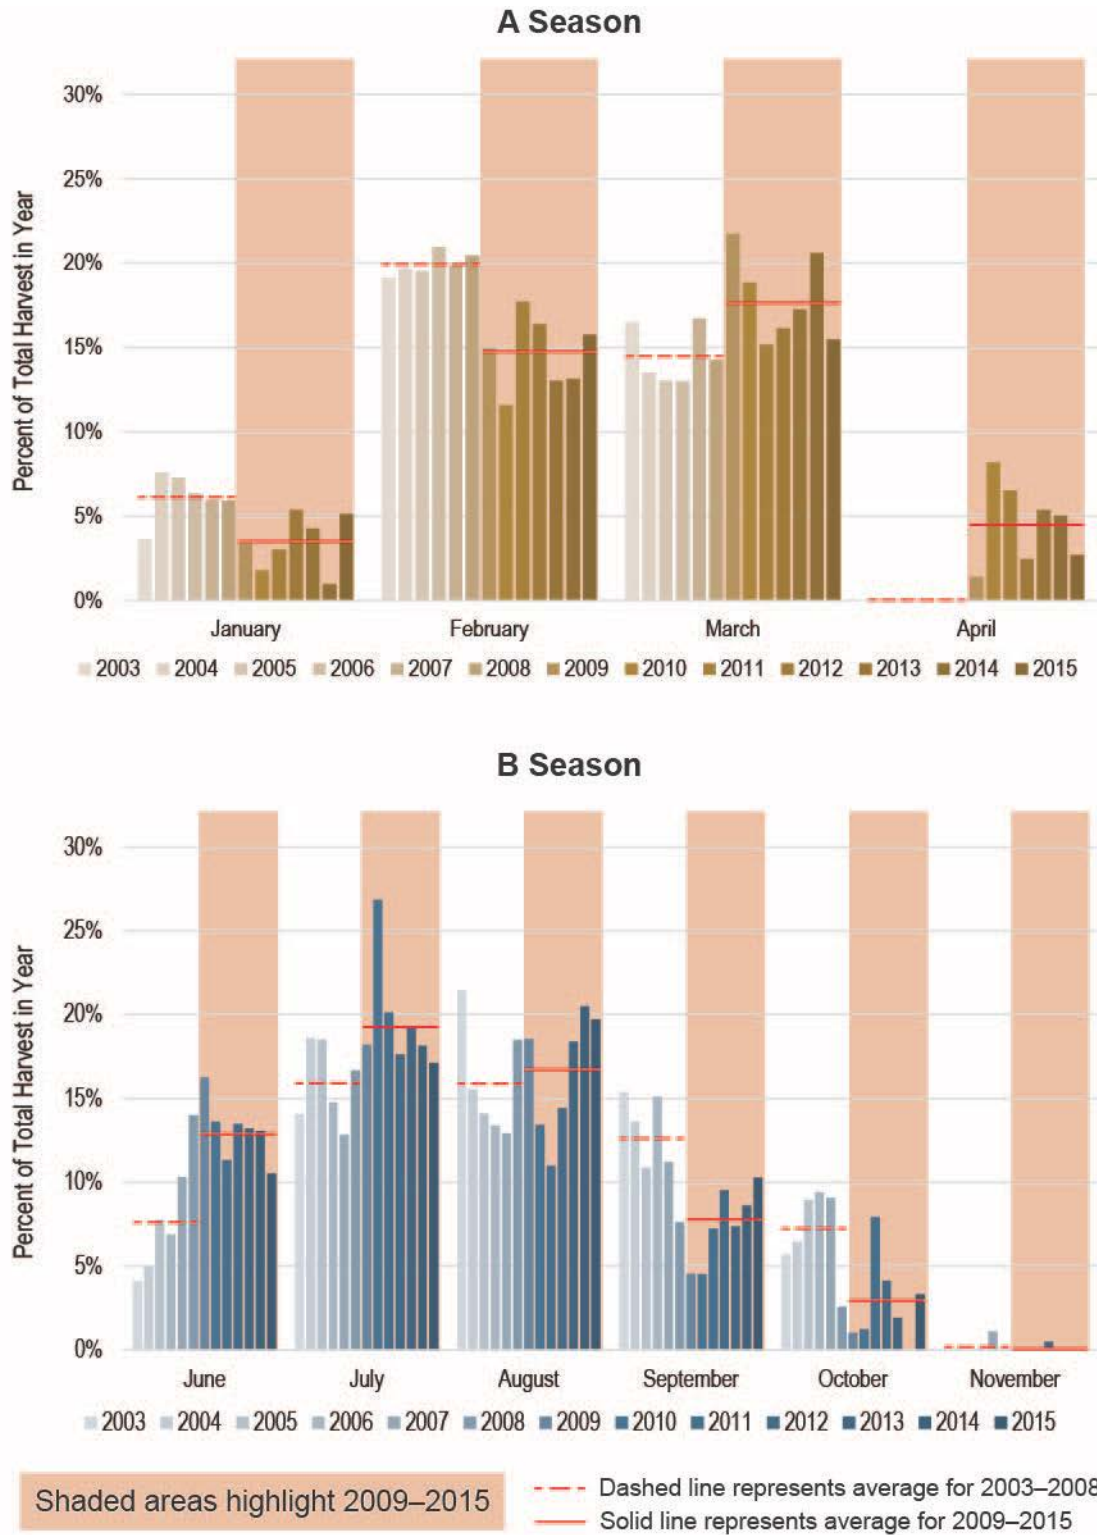 A Season
Percent of Total Harvest in Year
30%
25%
20%
15%
10%
5%
0%
January February March April
2003 2004 2005 2006 2007 2008 2009 2010 2011 2012 2013 2014 2015
B Season
Percent of Total Harvest in Year
30%
25%
20%
15%
10%
5%
0%
June July August September October November
2003 2004 2005 2006 2007 2008 2009 2010 2011 2012 2013 2014 2015
Shaded areas highlight 2009–2015
Dashed line represents average for 2003–2008
Solid line represents average for 2009–2015